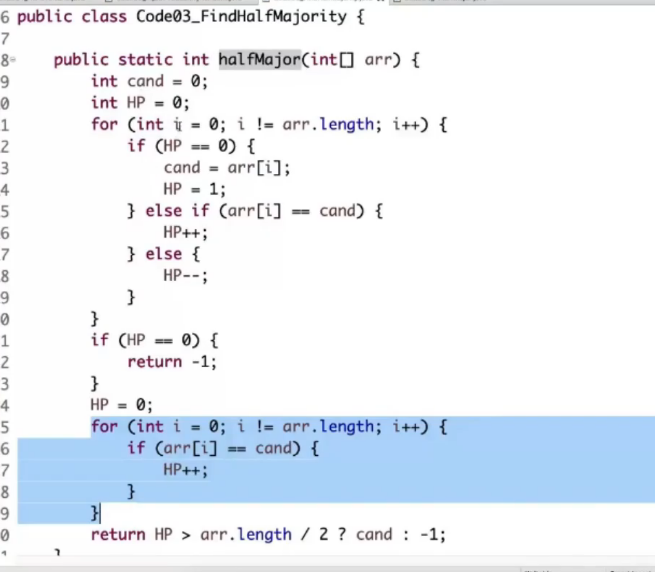 6 public class Code03_FindHalfMajority {
7
8 public static int halfMajor(int[] arr) {
9 int cand = 0;
0 int HP = 0;
1 for (int i = 0; i != arr.length; i++) {
2 if (HP == 0) {
3 cand = arr[i];
4 HP = 1;
5 } else if (arr[i] == cand) {
6 HP++;
7 } else {
8 HP--;
9 }
0 }
1 if (HP == 0) {
2 return -1;
3 }
4 HP = 0;
5 for (int i = 0; i != arr.length; i++) {
6 if (arr[i] == cand) {
7 HP++;
8 }
9 }
0 return HP > arr.length / 2 ? cand : -1;
1 }